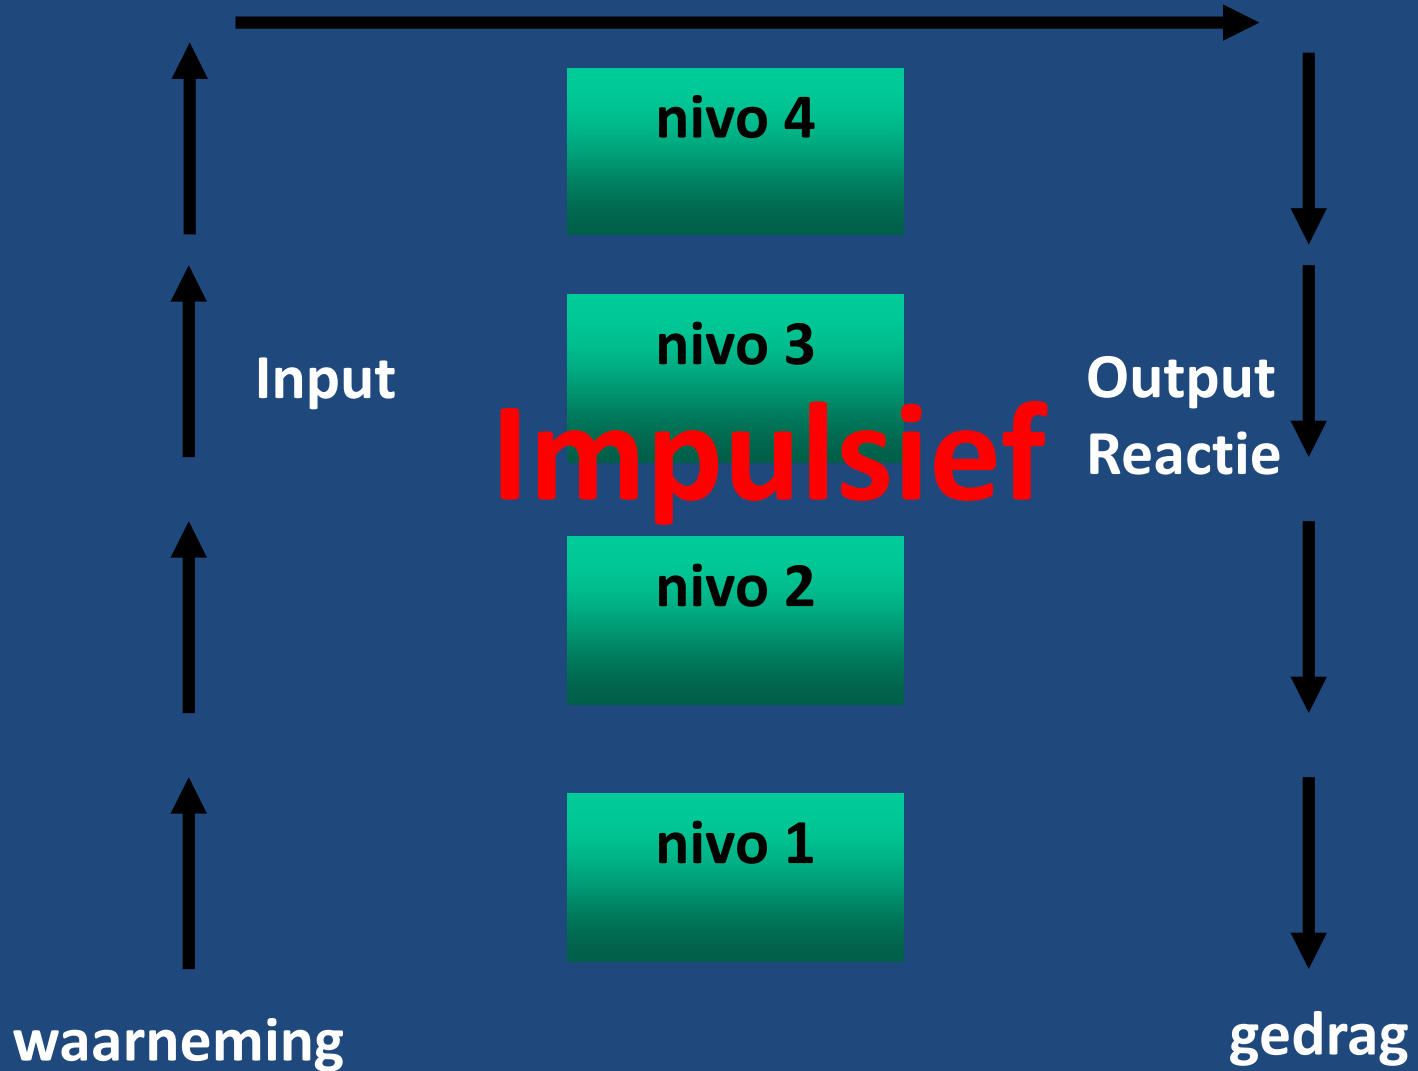 nivo 4
nivo 3
Input
Output
Impulsief
Reactie
nivo 2
nivo 1
waarneming
gedrag